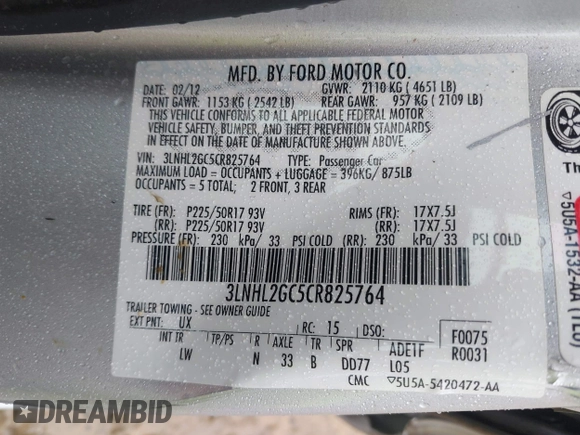 MFD. BY FORD MOTOR CO.
DATE: 02/12 GVWR: 2110 KG ( 4651 LB)
FRONT GAWR: 1153 KG ( 2542 LB) REAR GAWR: 957 KG ( 2109 LB)
THIS VEHICLE CONFORMS TO ALL APPLICABLE FEDERAL MOTOR
VEHICLE SAFETY, BUMPER, AND THEFT PREVENTION STANDARDS
IN EFFECT ON THE DATE OF MANUFACTURE SHOWN ABOVE.
VIN: 3LNHL2GC5CR825764 TYPE: Passenger Car
MAXIMUM LOAD = OCCUPANTS + LUGGAGE = 396KG/ 875LB
OCCUPANTS = 5 TOTAL; 2 FRONT, 3 REAR
TIRE (FR): P225/50R17 93V RIMS (FR): 17X7.5J
(RR): P225/50R17 93V (RR): 17X7.5J
PRESSURE (FR): 230 kPa/ 33 PSI COLD (RR): 230 kPa/ 33 PSI COLD
3LNHL2GC5CR825764
TRAILER TOWING - SEE OWNER GUIDE
EXT PNT: UX RC: 15 DSO: F0075
INT TR TP/PS R AXLE TR SPR ADE1F R0031
LW N 33 B DD77 L05
CMC ▽5U5A-5420472-AA
Th
▽5U5A-1532-AA (TLB)
DREAMBID